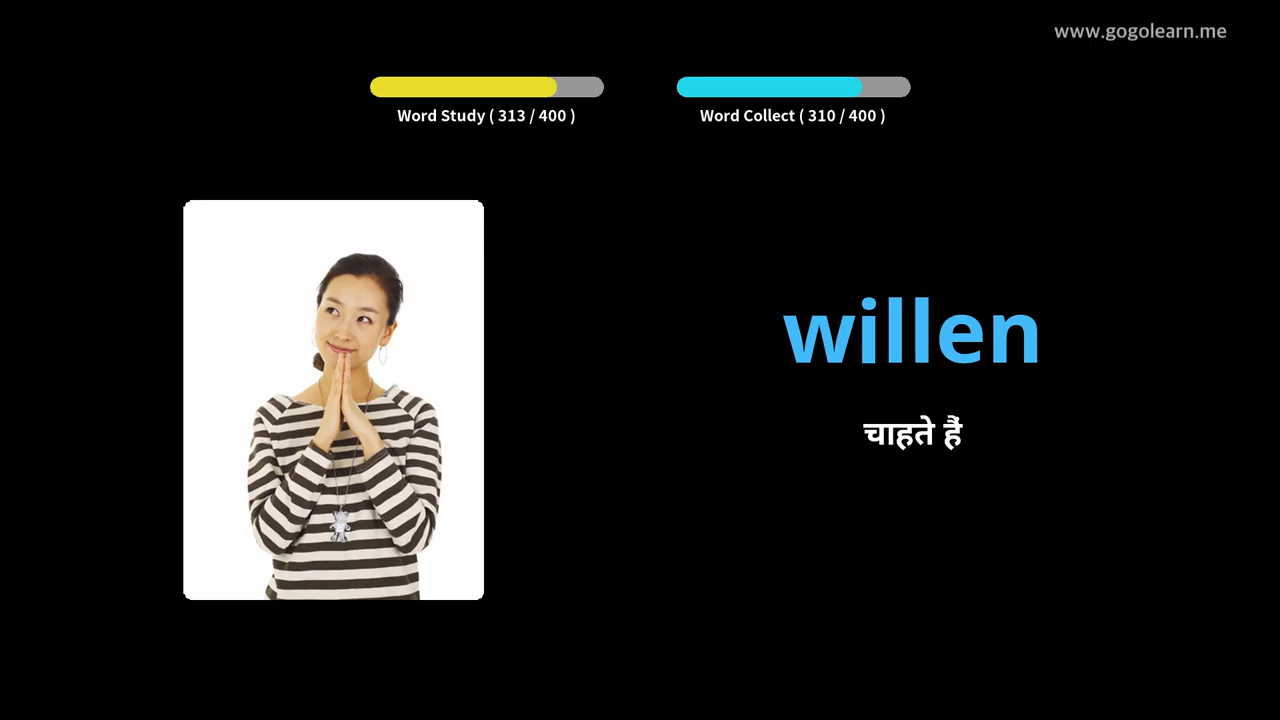 www.gogolearn.me
Word Study ( 313 / 400 )
Word Collect ( 310 / 400 )
willen
चाहते हैं